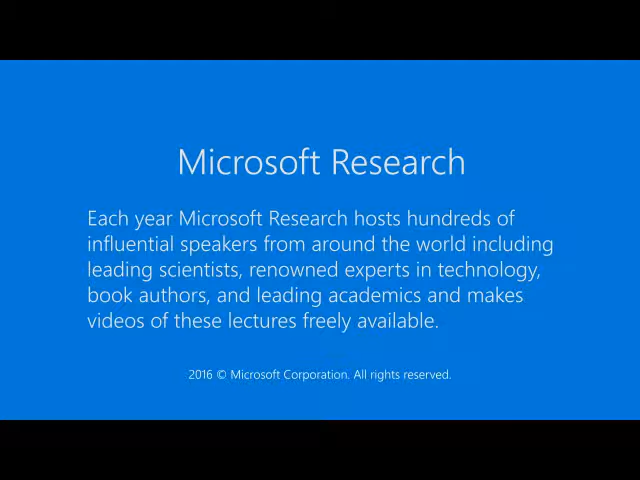 Microsoft Research
Each year Microsoft Research hosts hundreds of
influential speakers from around the world including
leading scientists, renowned experts in technology,
book authors, and leading academics and makes
videos of these lectures freely available.
2016 © Microsoft Corporation. All rights reserved.